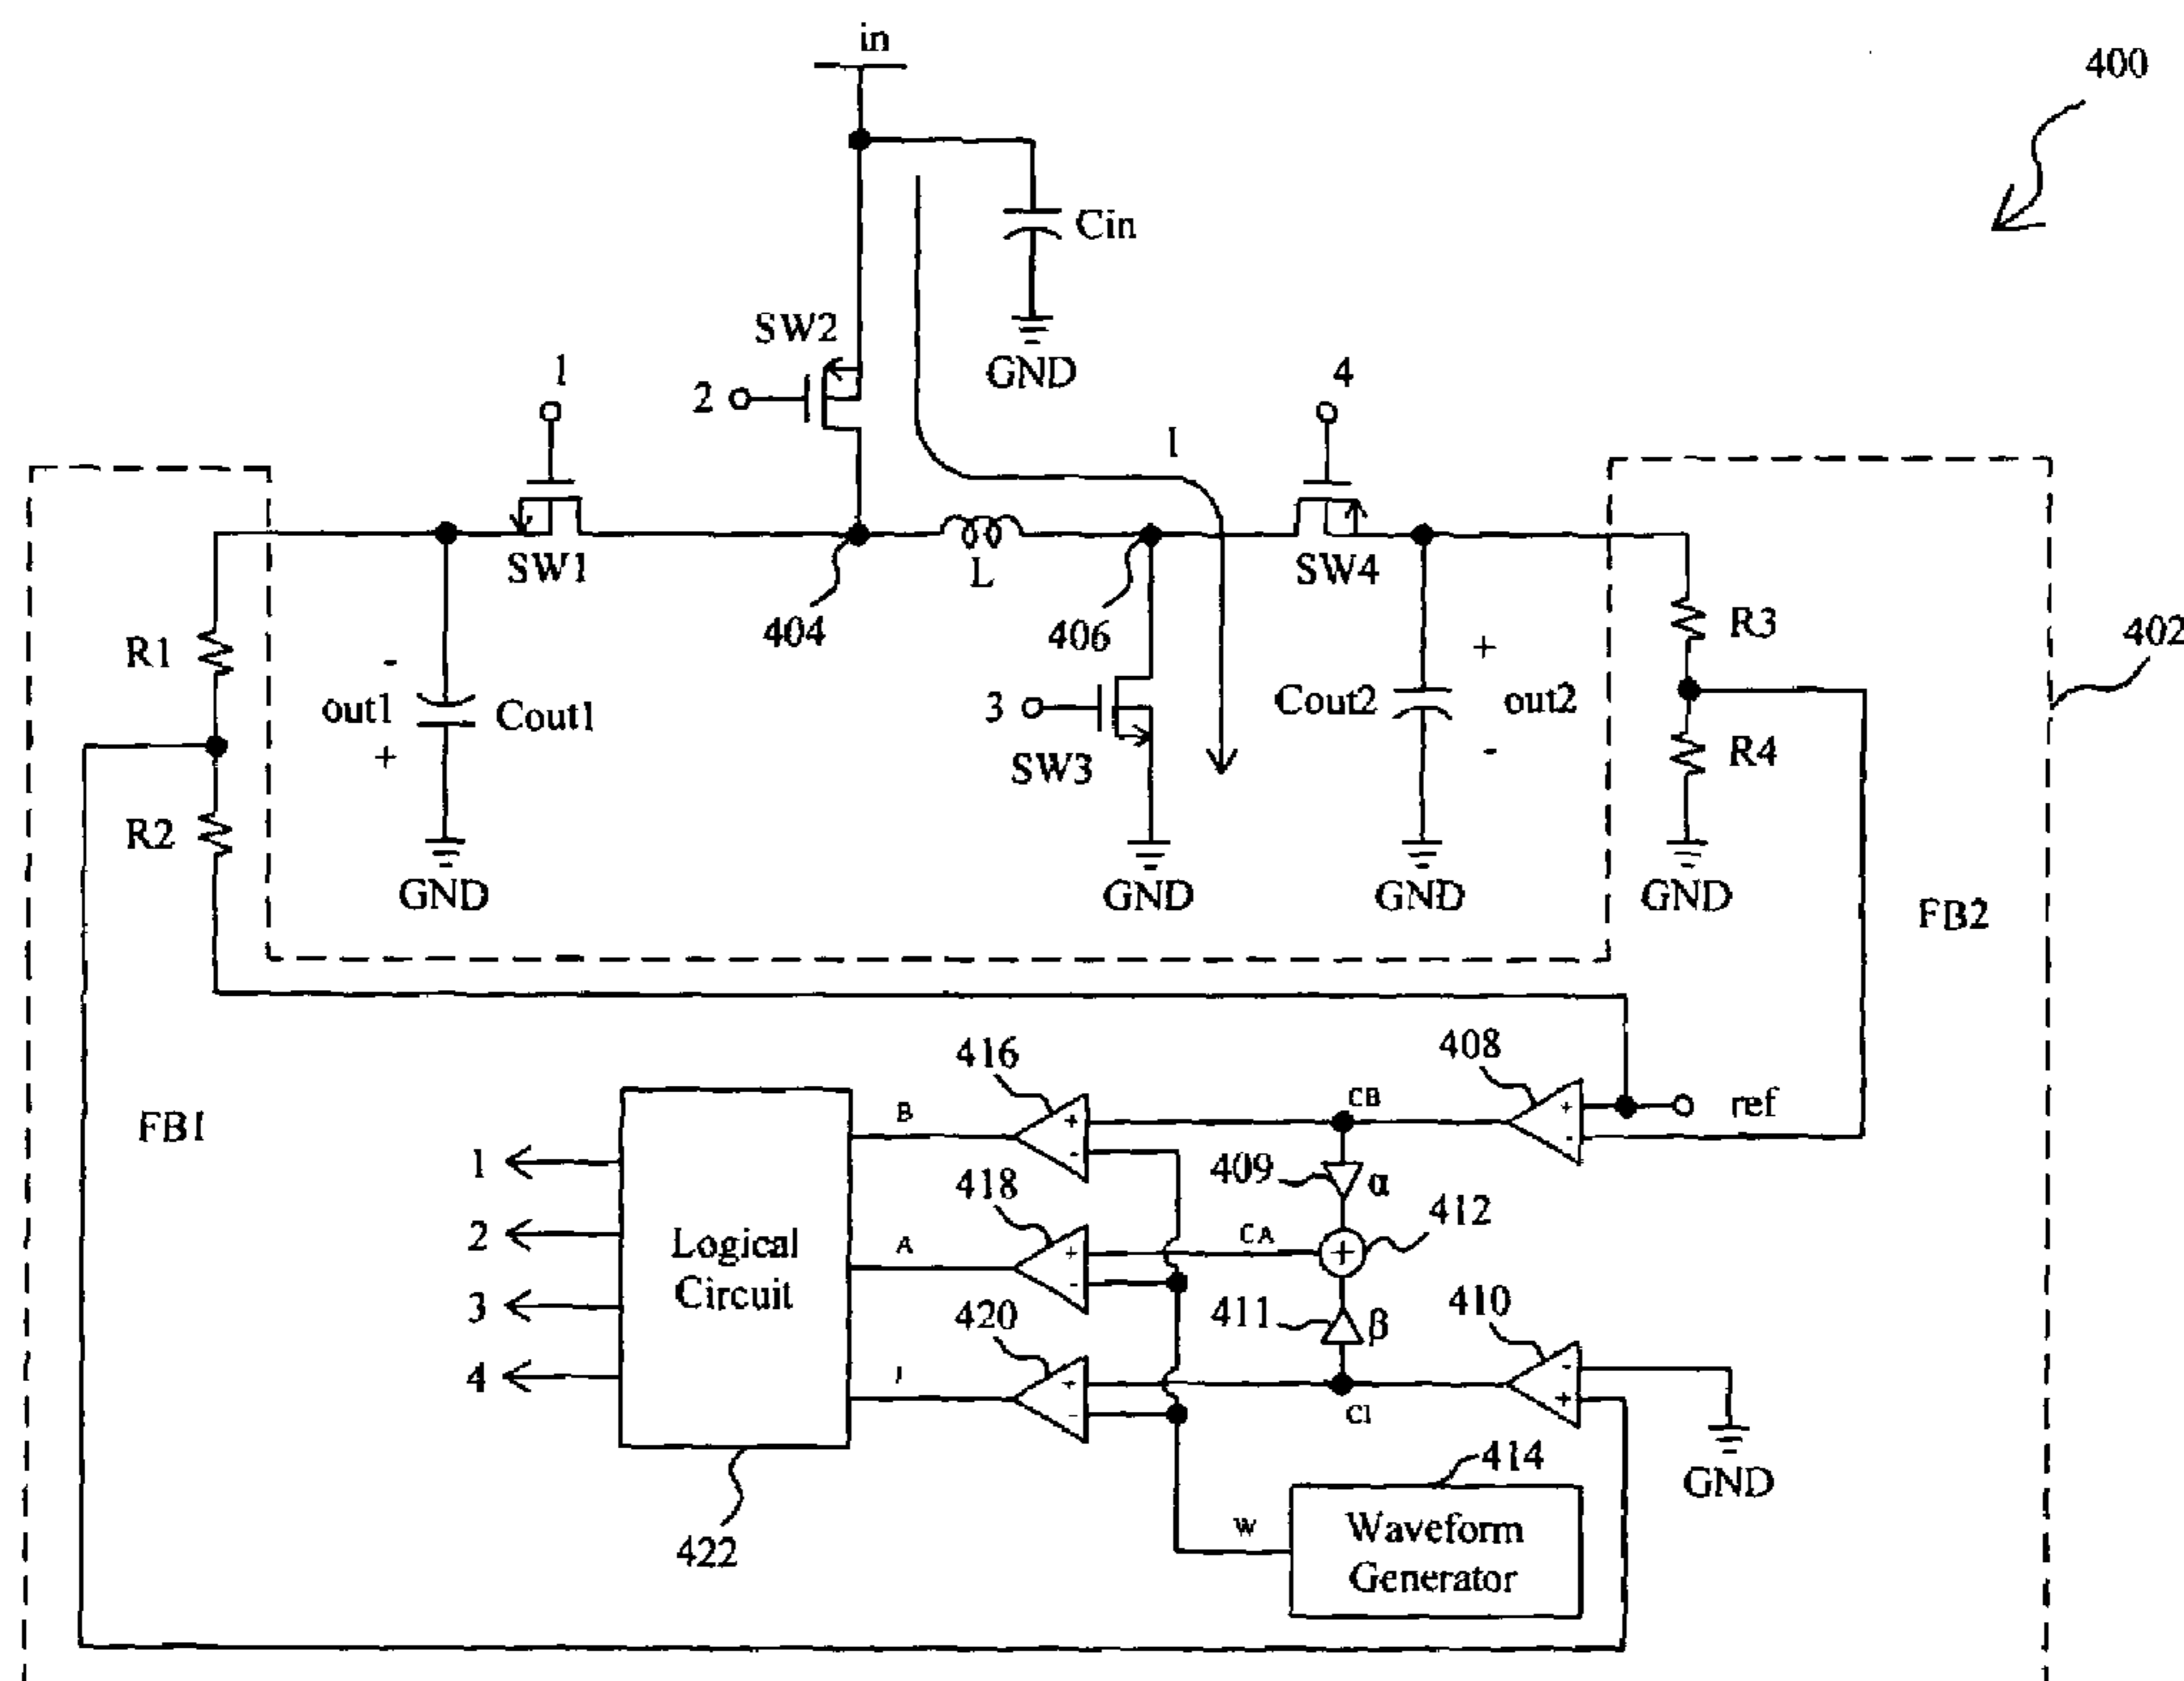 in
400
Cin
SW2
GND
1
2
4
I
SW1
L
SW4
404
406
R1
R3
402
-
out1
+
Cout1
3
SW3
Cout2
+
out2
-
R4
R2
GND
GND
GND
GND
FB2
416
408
CB
+
-
+
-
ref
B
FB1
409
α
1
418
412
2
Logical
Circuit
A
+
-
CA
+
3
420
411
β
410
4
+
-
CI
-
+
GND
414
422
w
Waveform
Generator